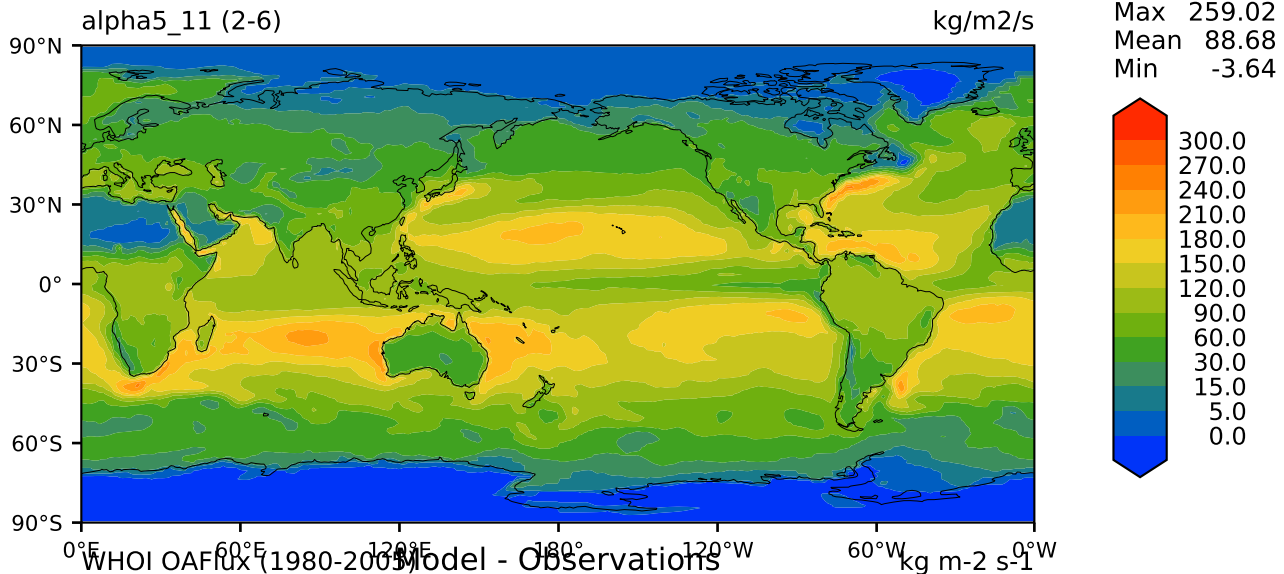 alpha5_11 (2-6) kg/m2/s
Max 259.02
Mean 88.68
Min -3.64
90°N
60°N
30°N
0°
30°S
60°S
90°S
0°E 60°E 120°E 180° 120°W 60°W 0°W
300.0
270.0
240.0
210.0
180.0
150.0
120.0
90.0
60.0
30.0
15.0
5.0
0.0
WHOI OAFlux (1980-2005) Model - Observations kg m-2 s-1